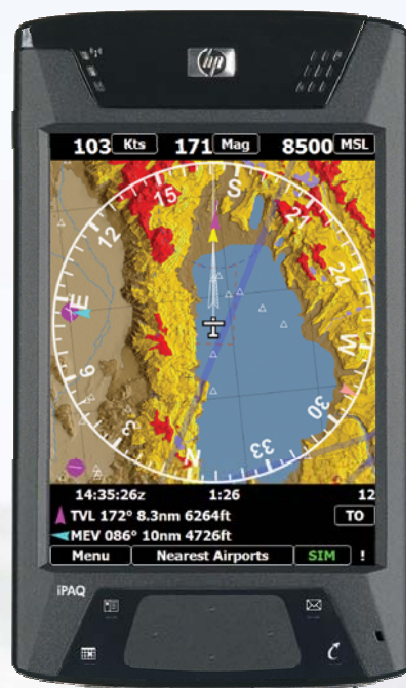 hp
103 Kts 171 Mag 8500 MSL
S
15 21
12 24
E W
6 30
3 33
N
14:35:26z 1:26 12
TVL 172° 8.3nm 6264ft TO
MEV 086° 10nm 4726ft
Menu Nearest Airports SIM !
iPAQ